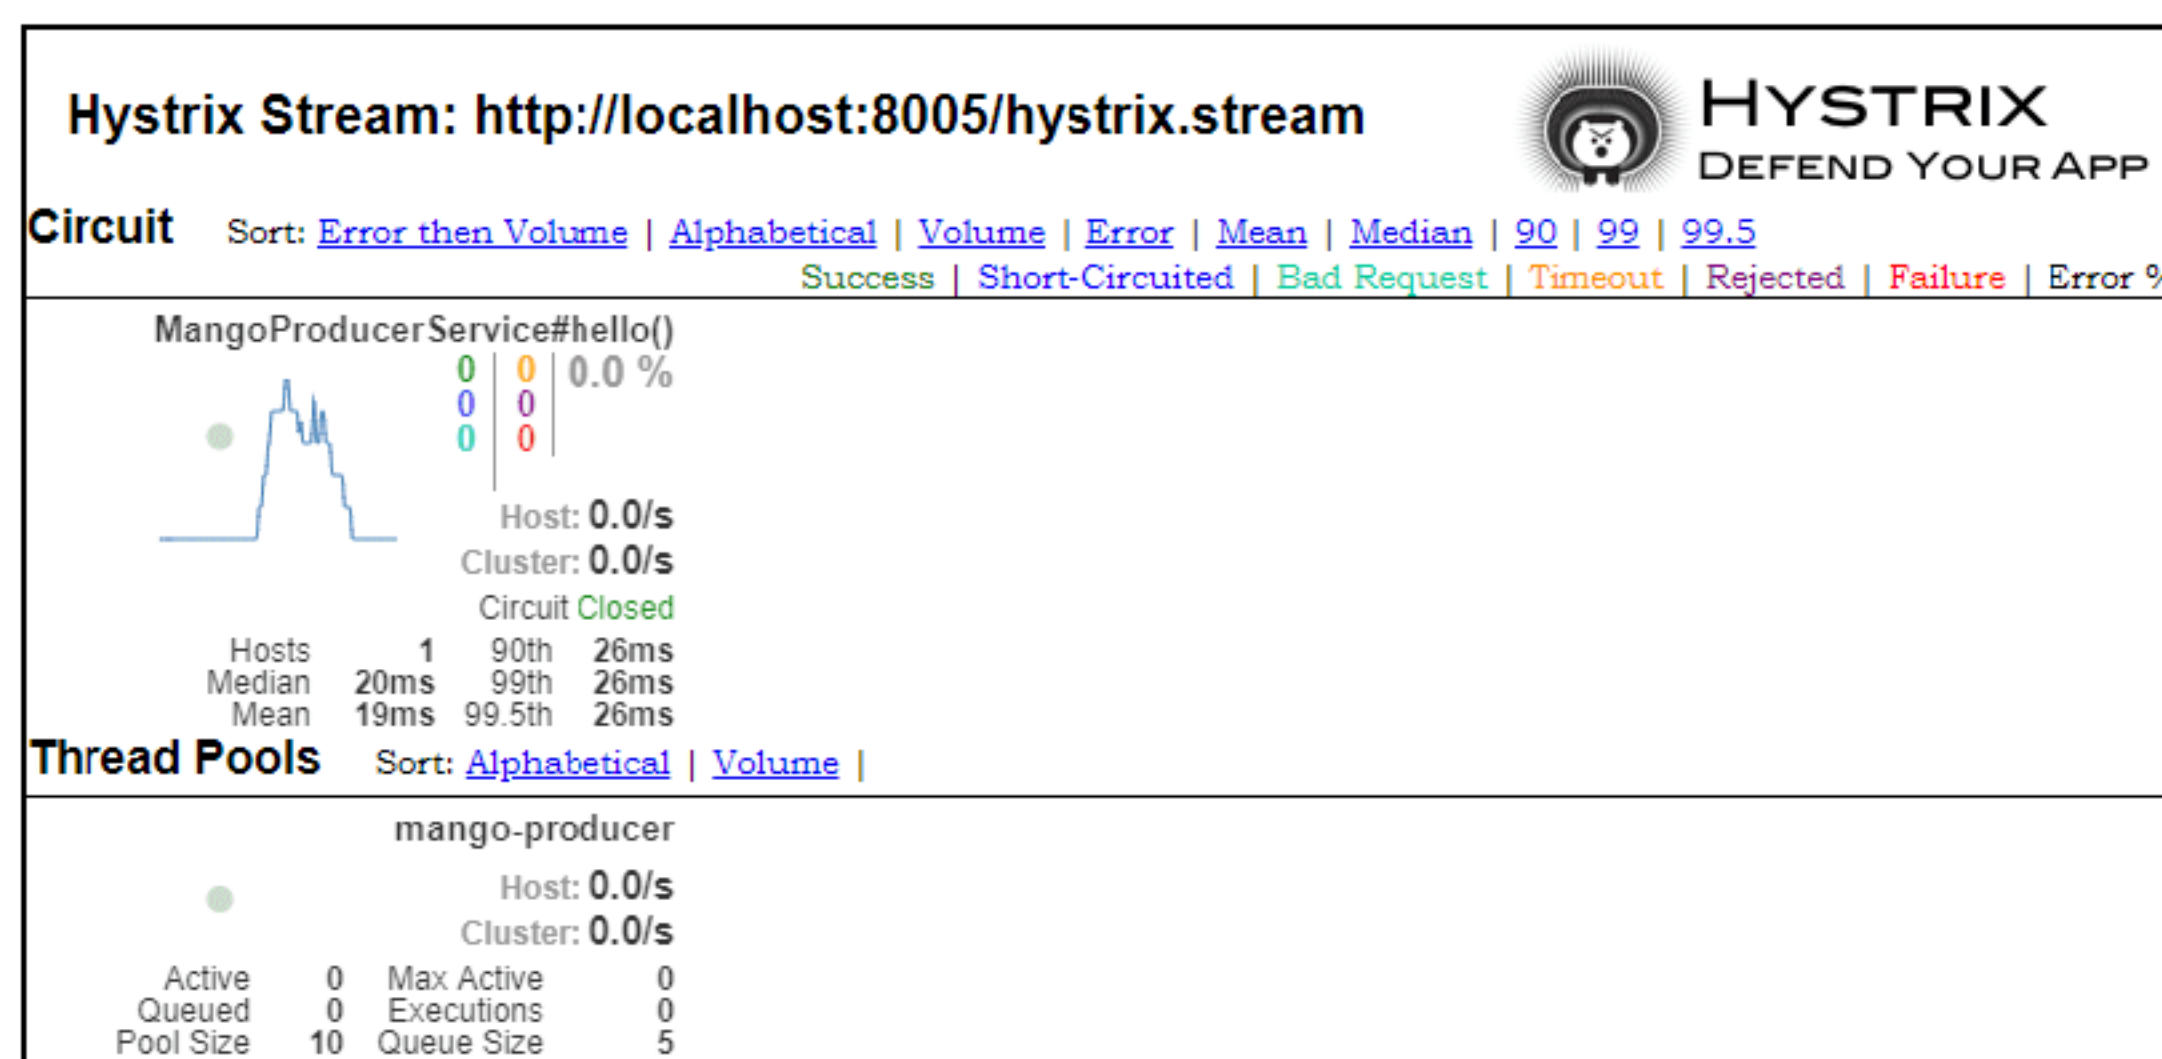 Hystrix Stream: http://localhost:8005/hystrix.stream
HYSTRIX
DEFEND YOUR APP
Circuit Sort: Error then Volume | Alphabetical | Volume | Error | Mean | Median | 90 | 99 | 99.5
Success | Short-Circuited | Bad Request | Timeout | Rejected | Failure | Error %
MangoProducerService#hello()
0 | 0 | 0.0 %
0 | 0
0 | 0
Host: 0.0/s
Cluster: 0.0/s
Circuit Closed
Hosts 1 90th 26ms
Median 20ms 99th 26ms
Mean 19ms 99.5th 26ms
Thread Pools Sort: Alphabetical | Volume |
mango-producer
Host: 0.0/s
Cluster: 0.0/s
Active 0 Max Active 0
Queued 0 Executions 0
Pool Size 10 Queue Size 5